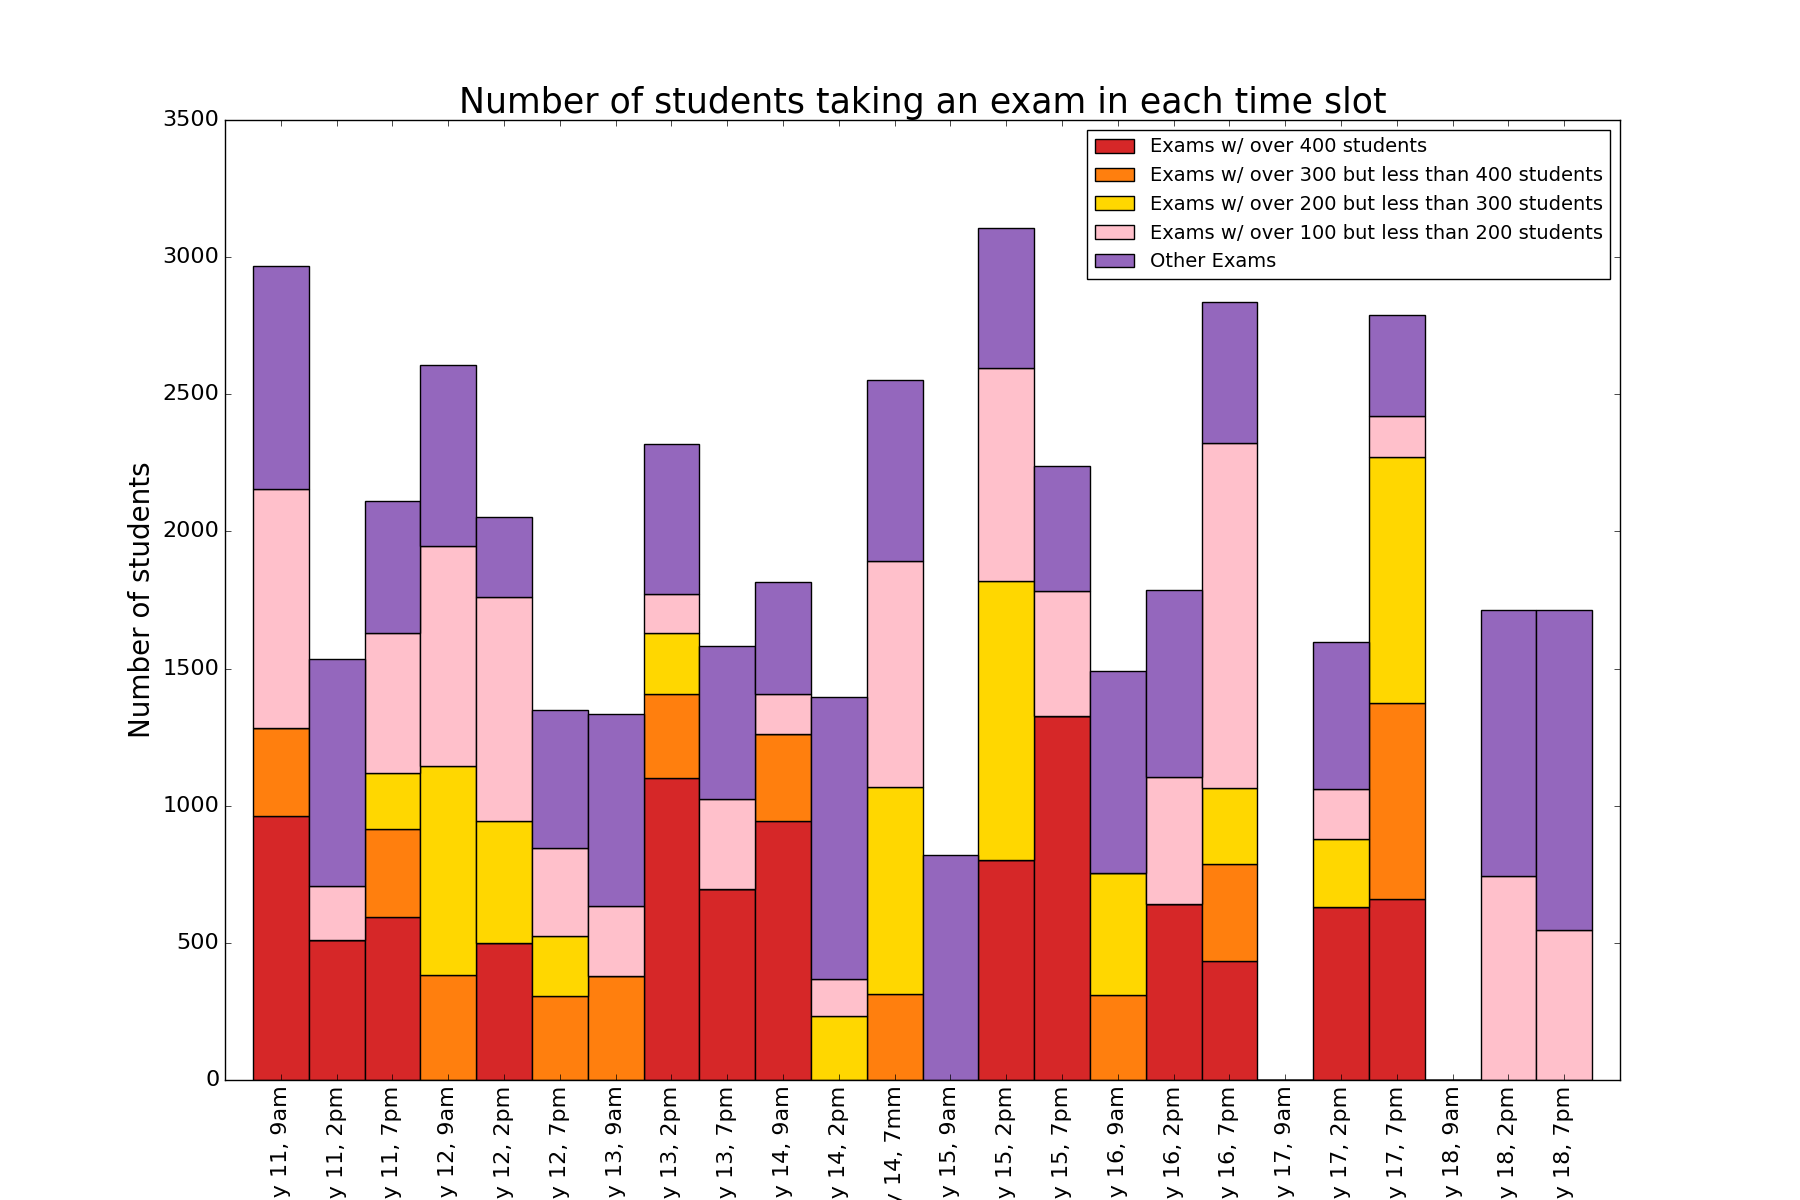 Number of students taking an exam in each time slot
Exams w/ over 400 students
Exams w/ over 300 but less than 400 students
Exams w/ over 200 but less than 300 students
Exams w/ over 100 but less than 200 students
Other Exams
Number of students
3500
3000
2500
2000
1500
1000
500
0
y 11, 9am
y 11, 2pm
y 11, 7pm
y 12, 9am
y 12, 2pm
y 12, 7pm
y 13, 9am
y 13, 2pm
y 13, 7pm
y 14, 9am
y 14, 2pm
y 14, 7mm
y 15, 9am
y 15, 2pm
y 15, 7pm
y 16, 9am
y 16, 2pm
y 16, 7pm
y 17, 9am
y 17, 2pm
y 17, 7pm
y 18, 9am
y 18, 2pm
y 18, 7pm